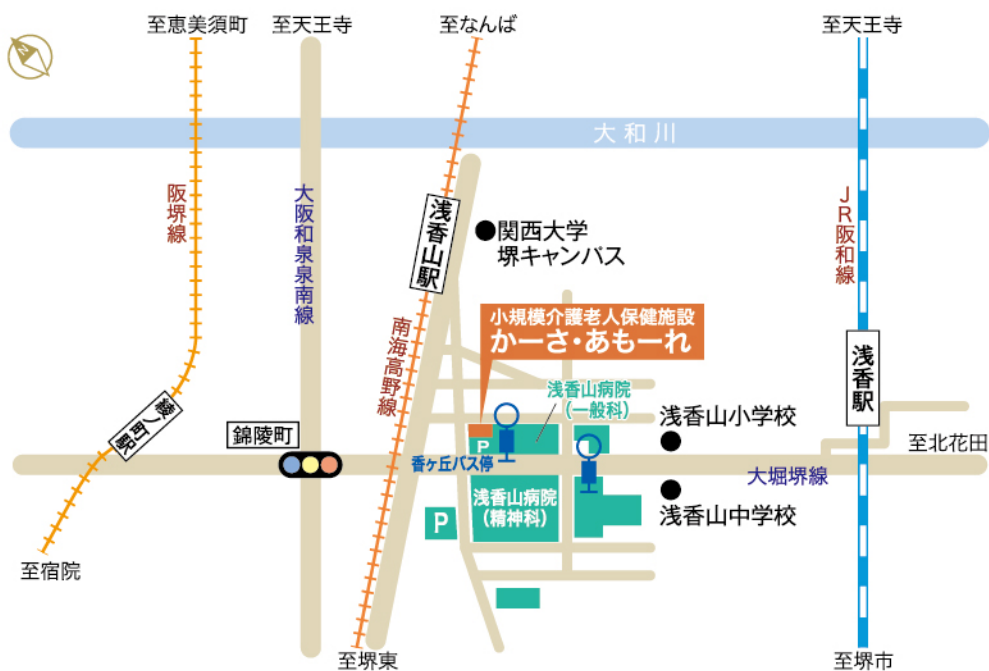 至恵美須町
至天王寺
至なんば
至天王寺
N
大和川
阪堺線
大阪和泉泉南線
浅香山駅
関西大学
堺キャンパス
JR阪和線
小規模介護老人保健施設
かーさ・あもーれ
南海高野線
浅香駅
浅香山病院
(一般科)
綾ノ町駅
錦陵町
浅香山小学校
P
香ヶ丘バス停
至北花田
大堀堺線
浅香山病院
(精神科)
P
浅香山中学校
至宿院
至堺東
至堺市